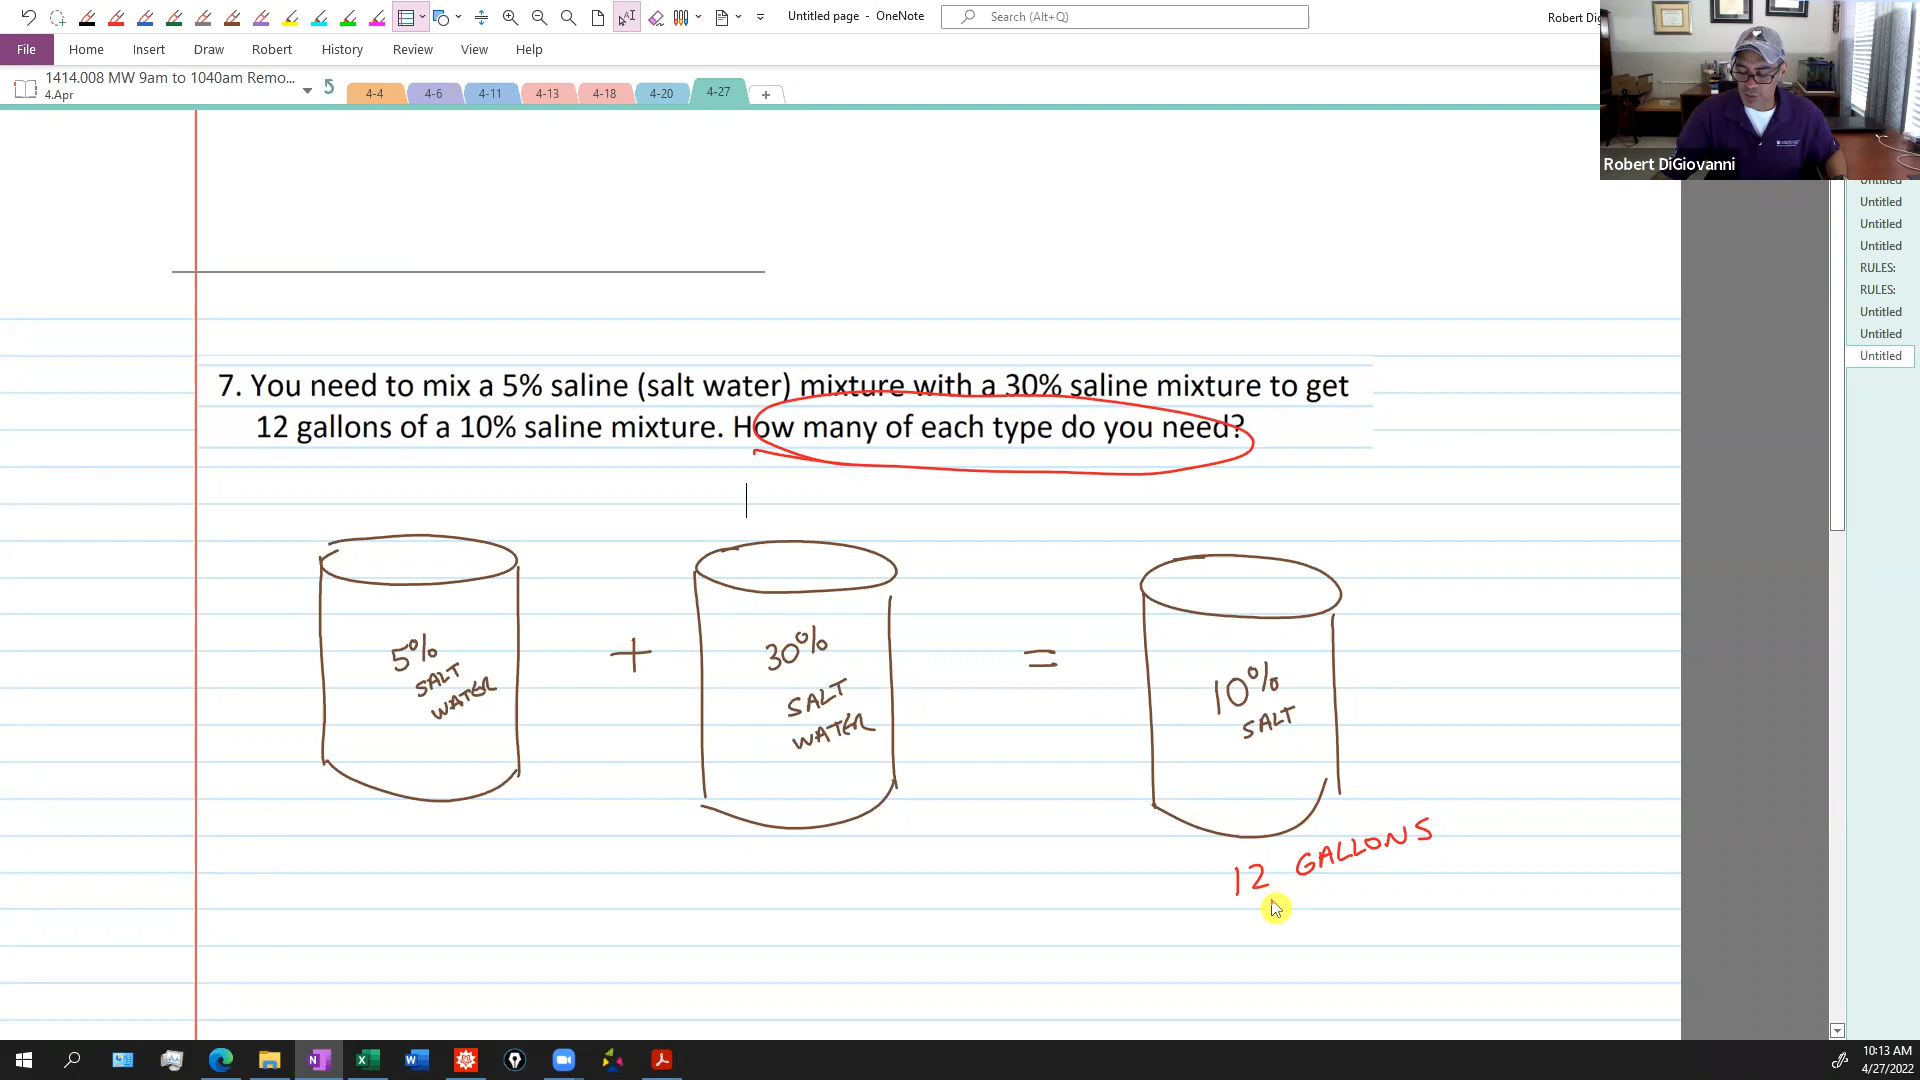 Untitled page - OneNote
Search (Alt+Q)
Robert Dig
File Home Insert Draw Robert History Review View Help
1414.008 MW 9am to 1040am Remo...
4.Apr
4-4 4-6 4-11 4-13 4-18 4-20 4-27
Robert DiGiovanni
Untitled
Untitled
Untitled
Untitled
RULES:
RULES:
Untitled
Untitled
Untitled
7. You need to mix a 5% saline (salt water) mixture with a 30% saline mixture to get
12 gallons of a 10% saline mixture. How many of each type do you need?
5%
SALT
WATER
+
30%
SALT
WATER
=
10%
SALT
12 GALLONS
10:13 AM
4/27/2022